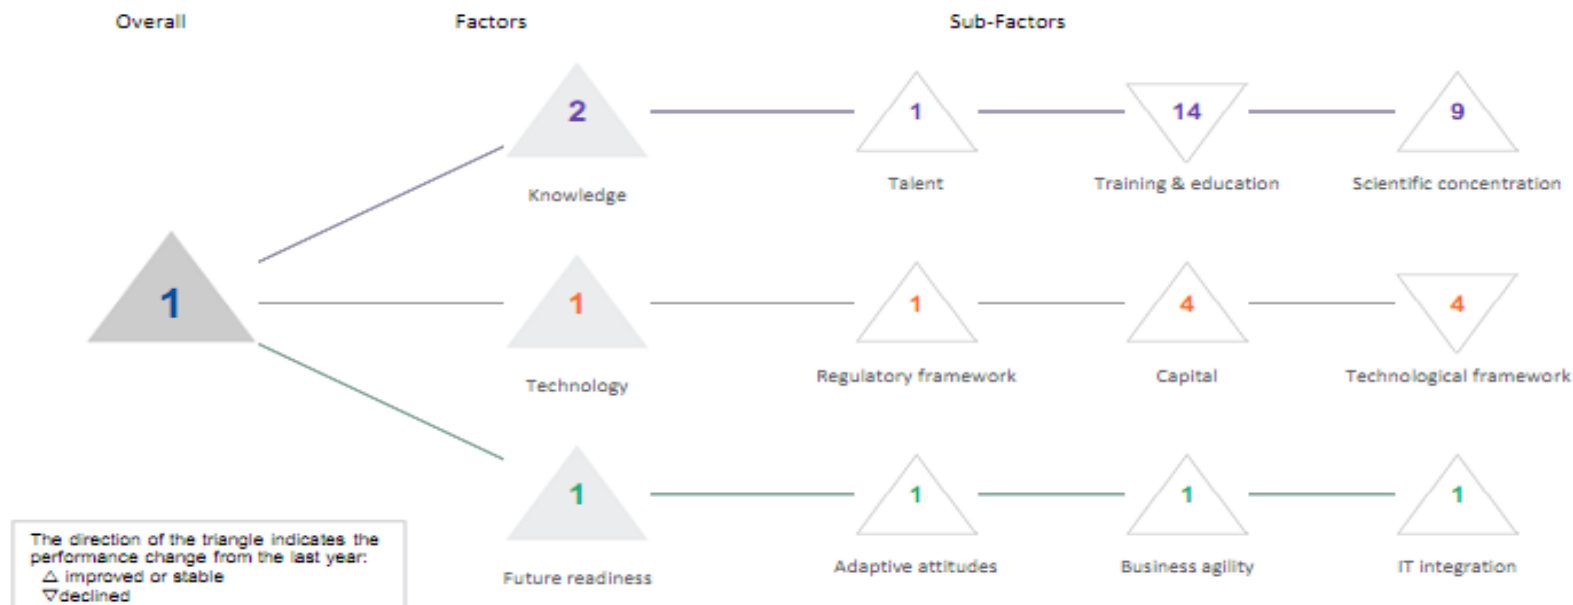 Overall Factors Sub-Factors
2 1 14 9
Knowledge Talent Training & education Scientific concentration
1 1 1 4 4
Technology Regulatory framework Capital Technological framework
1 1 1 1
Future readiness Adaptive attitudes Business agility IT integration
The direction of the triangle indicates the
performance change from the last year:
△ improved or stable
▽declined